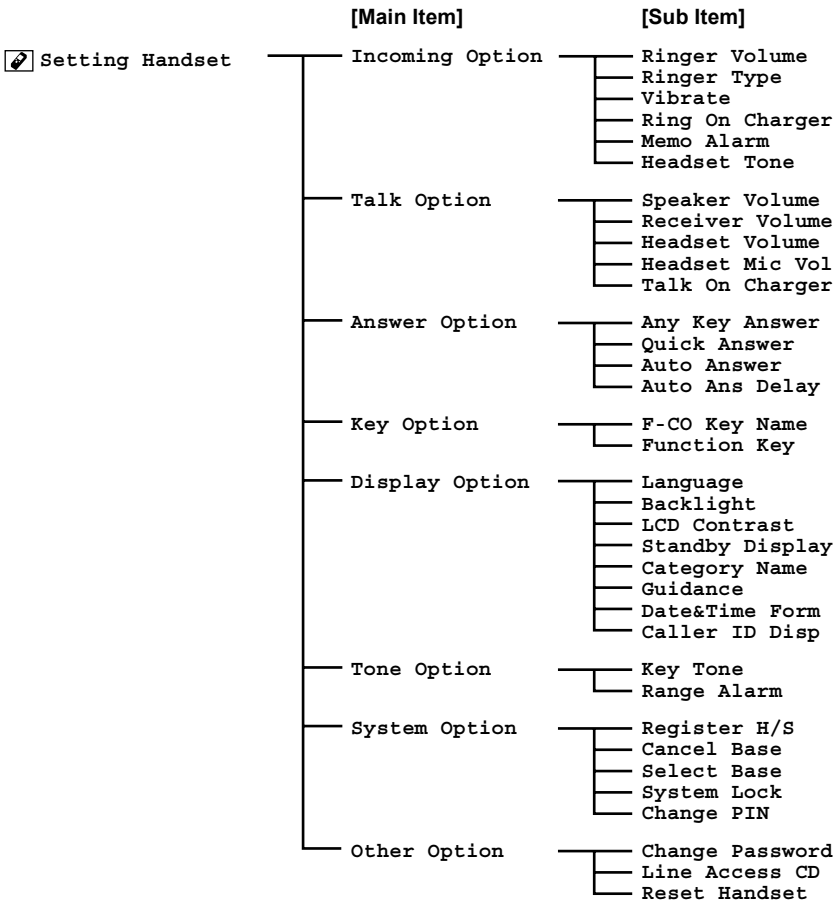 [Main Item] [Sub Item]
Setting Handset Incoming Option Ringer Volume
Ringer Type
Vibrate
Ring On Charger
Memo Alarm
Headset Tone
Talk Option Speaker Volume
Receiver Volume
Headset Volume
Headset Mic Vol
Talk On Charger
Answer Option Any Key Answer
Quick Answer
Auto Answer
Auto Ans Delay
Key Option F-CO Key Name
Function Key
Display Option Language
Backlight
LCD Contrast
Standby Display
Category Name
Guidance
Date&Time Form
Caller ID Disp
Tone Option Key Tone
Range Alarm
System Option Register H/S
Cancel Base
Select Base
System Lock
Change PIN
Other Option Change Password
Line Access CD
Reset Handset